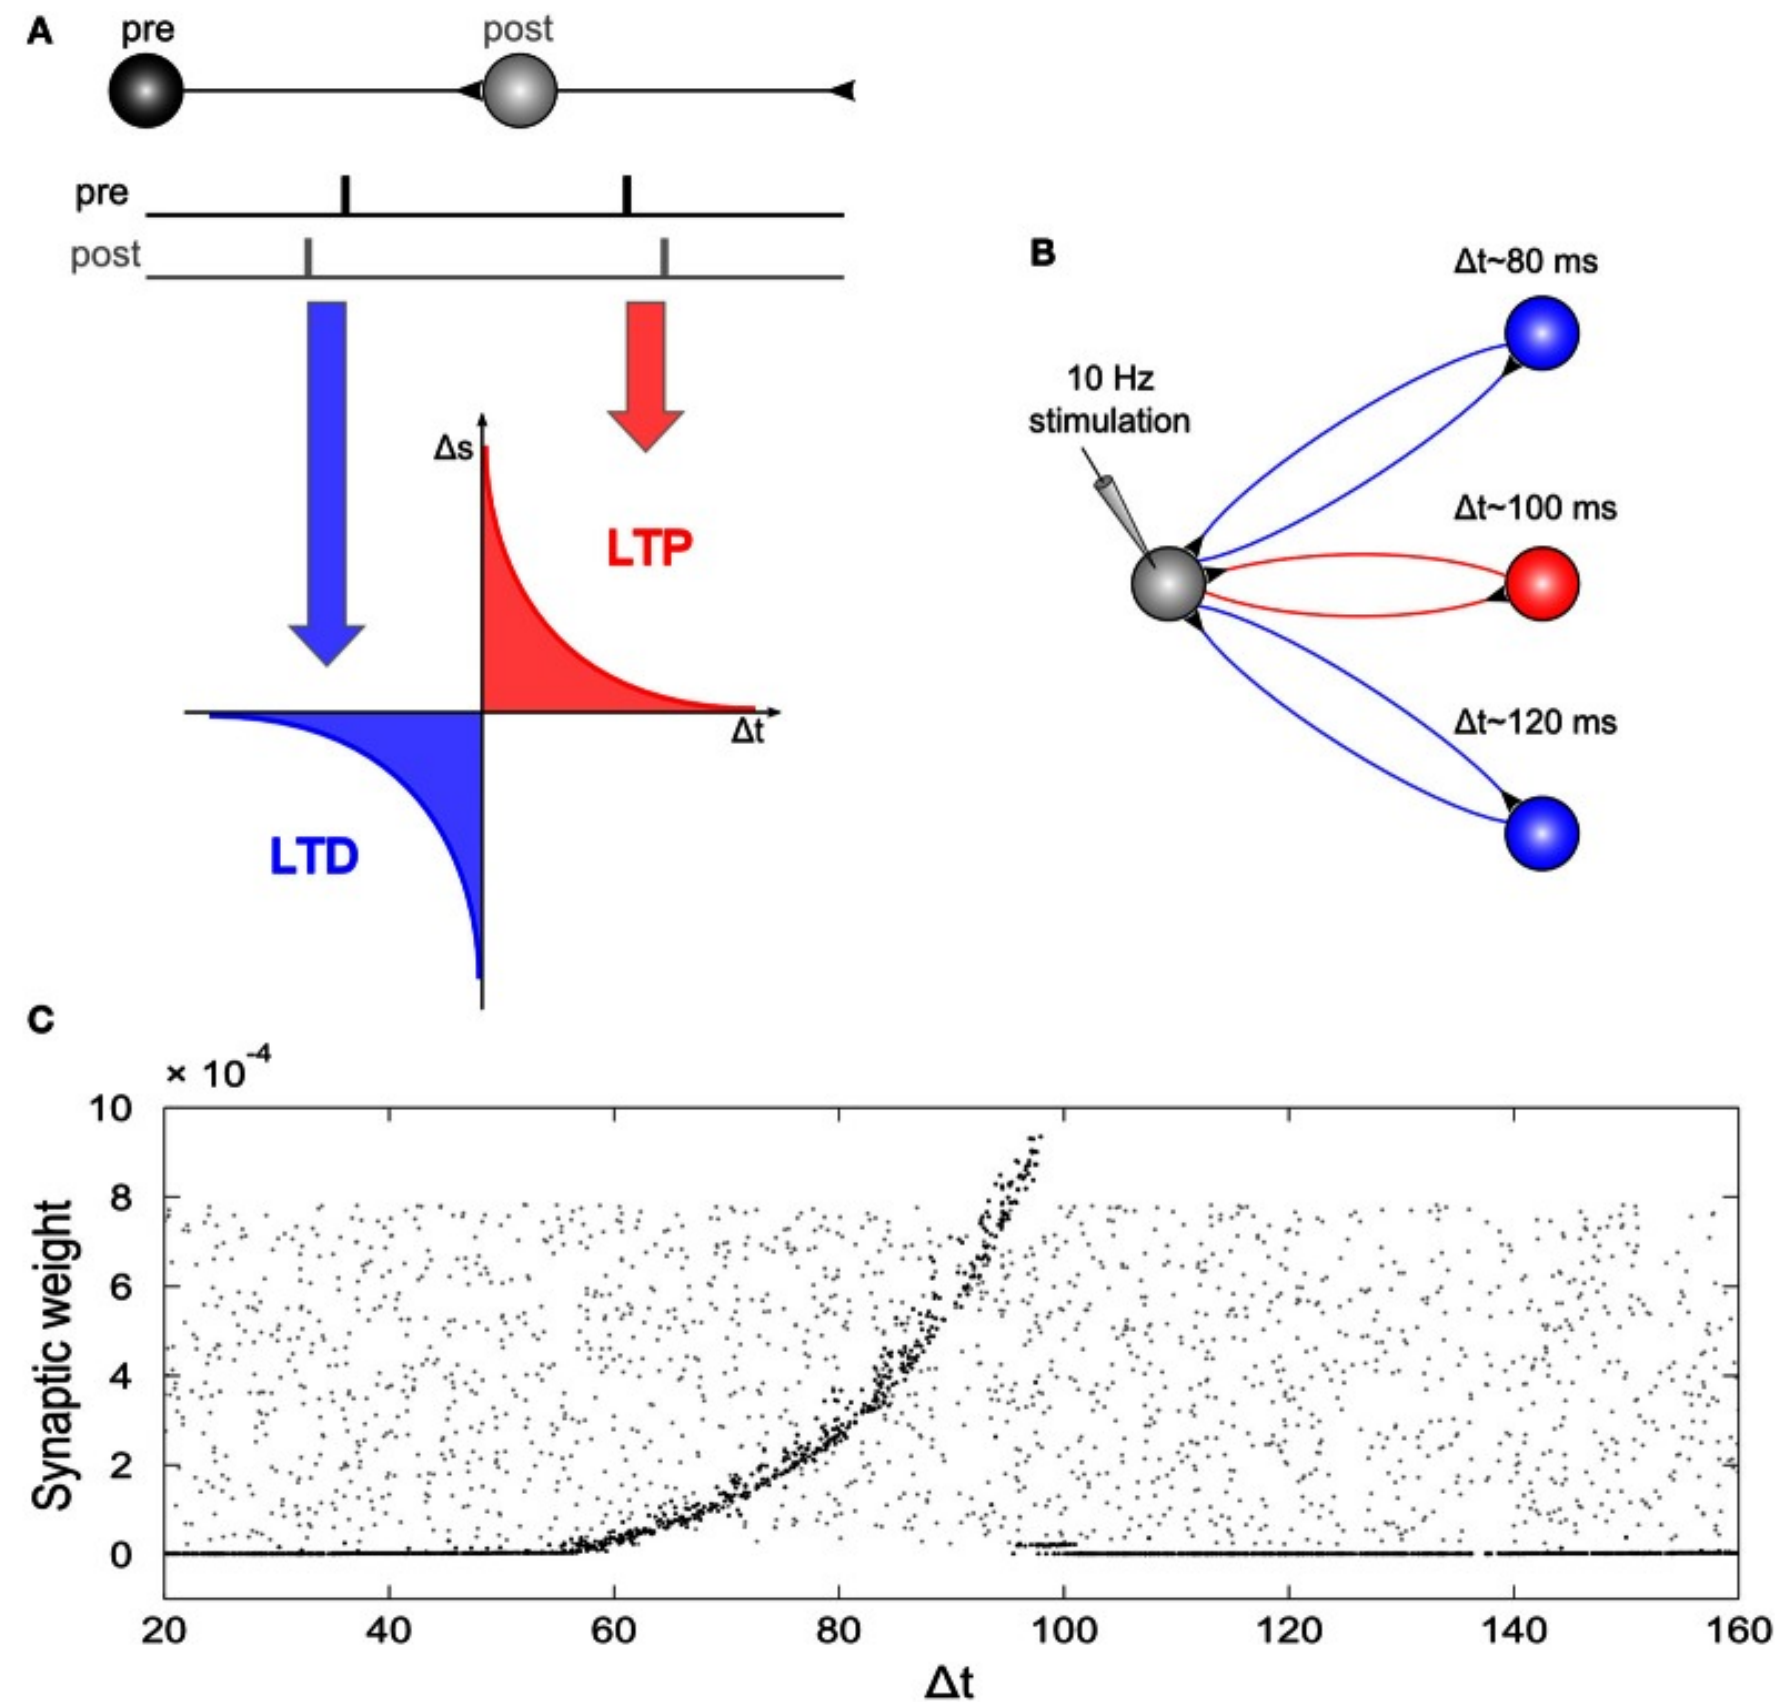 A
pre
post
pre
post
Δs
LTP
Δt
LTD
B
Δt~80 ms
10 Hz
stimulation
Δt~100 ms
Δt~120 ms
C
× 10⁻⁴
10
8
6
4
2
0
Synaptic weight
20 40 60 80 100 120 140 160
Δt